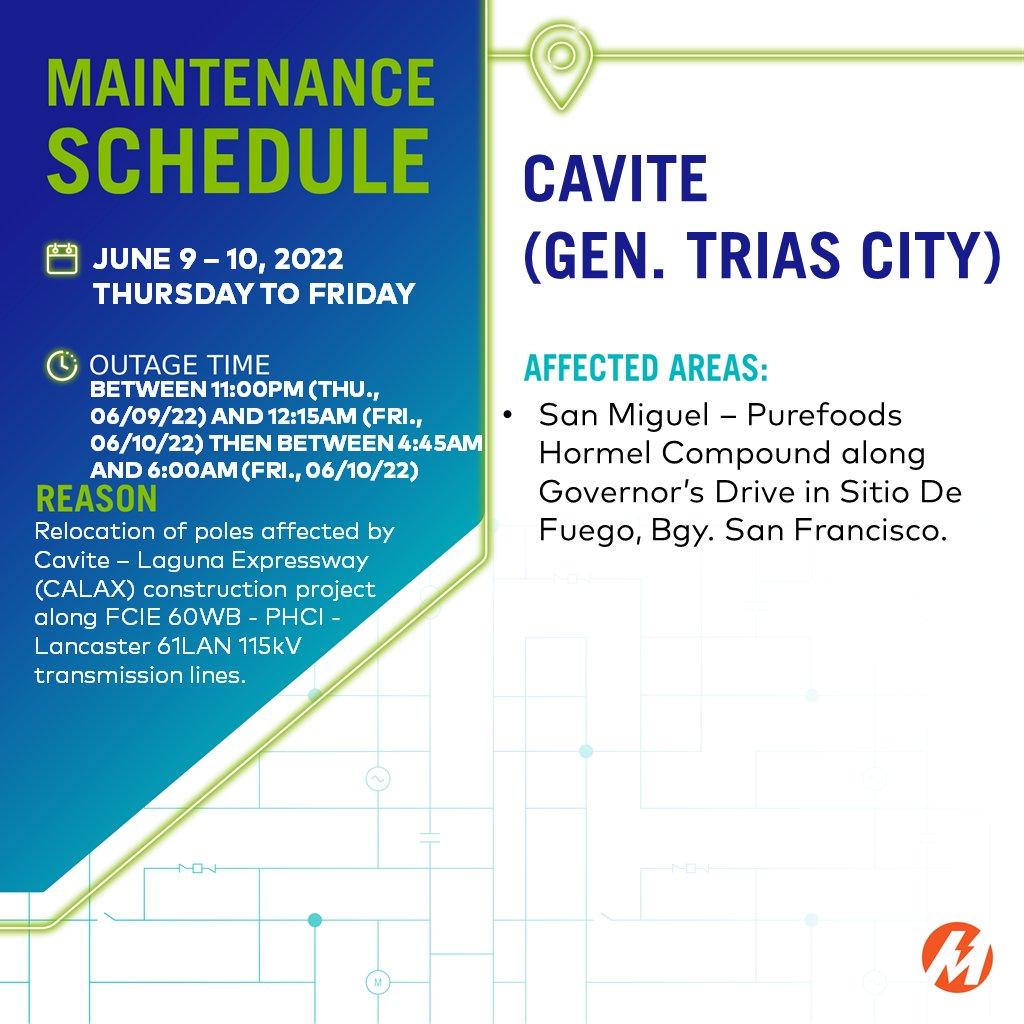 MAINTENANCE
SCHEDULE
JUNE 9 – 10, 2022
THURSDAY TO FRIDAY
OUTAGE TIME
BETWEEN 11:00PM (THU.,
06/09/22) AND 12:15AM (FRI.,
06/10/22) THEN BETWEEN 4:45AM
AND 6:00AM (FRI., 06/10/22)
REASON
Relocation of poles affected by
Cavite – Laguna Expressway
(CALAX) construction project
along FCIE 60WB - PHCI -
Lancaster 61LAN 115kV
transmission lines.
CAVITE
(GEN. TRIAS CITY)
AFFECTED AREAS:
• San Miguel – Purefoods
Hormel Compound along
Governor's Drive in Sitio De
Fuego, Bgy. San Francisco.
M